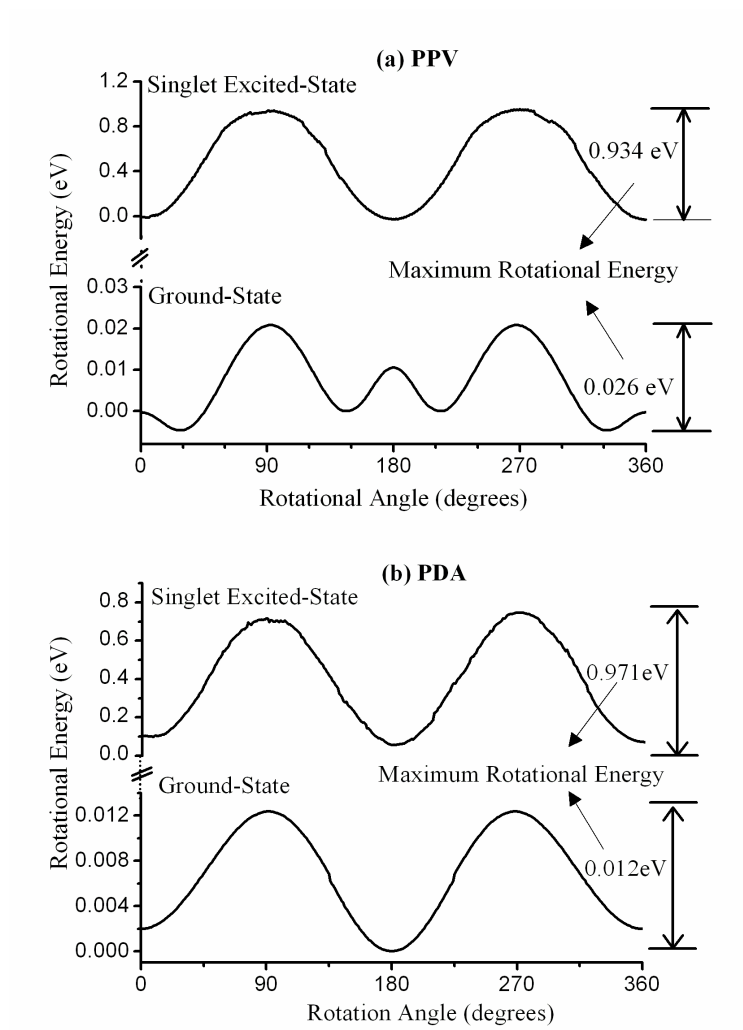 (a) PPV
Singlet Excited-State
1.2
0.8
0.4
0.0
0.934 eV
Maximum Rotational Energy
Rotational Energy (eV)
Ground-State
0.03
0.02
0.01
0.00
0.026 eV
0 90 180 270 360
Rotational Angle (degrees)
(b) PDA
Singlet Excited-State
0.8
0.6
0.4
0.2
0.0
0.971eV
Maximum Rotational Energy
Rotational Energy (eV)
Ground-State
0.012
0.008
0.004
0.000
0.012eV
0 90 180 270 360
Rotation Angle (degrees)